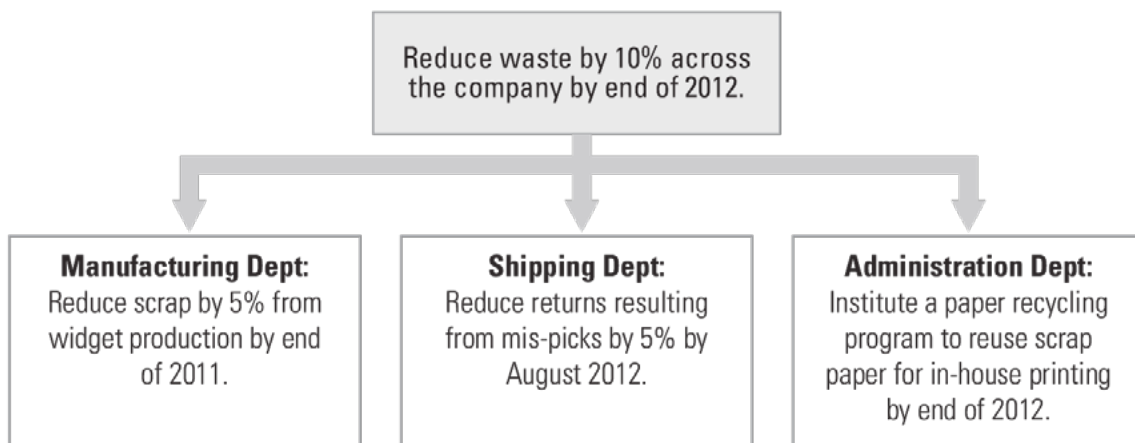 Reduce waste by 10% across
the company by end of 2012.
Manufacturing Dept:
Reduce scrap by 5% from
widget production by end
of 2011.
Shipping Dept:
Reduce returns resulting
from mis-picks by 5% by
August 2012.
Administration Dept:
Institute a paper recycling
program to reuse scrap
paper for in-house printing
by end of 2012.